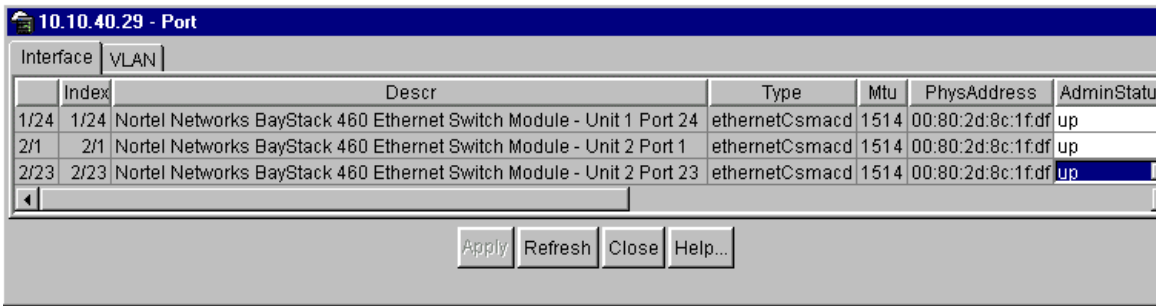 10.10.40.29 - Port
Interface VLAN
Index Descr Type Mtu PhysAddress AdminStatu
1/24 1/24 Nortel Networks BayStack 460 Ethernet Switch Module - Unit 1 Port 24 ethernetCsmacd 1514 00:80:2d:8c:1f:df up
2/1 2/1 Nortel Networks BayStack 460 Ethernet Switch Module - Unit 2 Port 1 ethernetCsmacd 1514 00:80:2d:8c:1f:df up
2/23 2/23 Nortel Networks BayStack 460 Ethernet Switch Module - Unit 2 Port 23 ethernetCsmacd 1514 00:80:2d:8c:1f:df up
Apply Refresh Close Help...